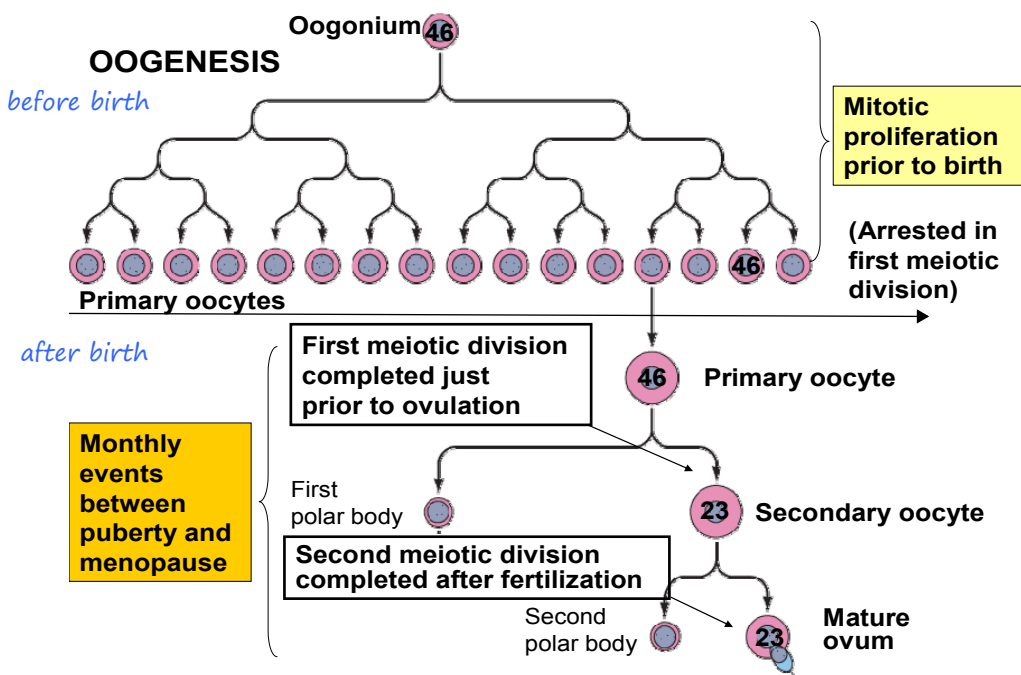 Oogonium
46
OOGENESIS
before birth
Mitotic
proliferation
prior to birth
46
(Arrested in
first meiotic
division)
Primary oocytes
after birth
First meiotic division
completed just
prior to ovulation
46
Primary oocyte
Monthly
events
between
puberty and
menopause
First
polar body
23
Secondary oocyte
Second meiotic division
completed after fertilization
Second
polar body
23
Mature
ovum